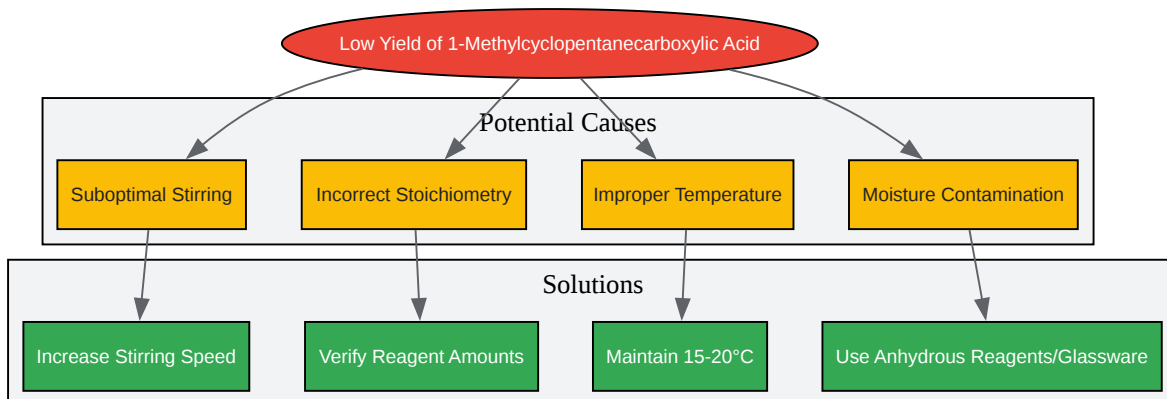 Low Yield of 1-Methylcyclopentanecarboxylic Acid
Potential Causes
Suboptimal Stirring
Incorrect Stoichiometry
Improper Temperature
Moisture Contamination
Solutions
Increase Stirring Speed
Verify Reagent Amounts
Maintain 15-20°C
Use Anhydrous Reagents/Glassware